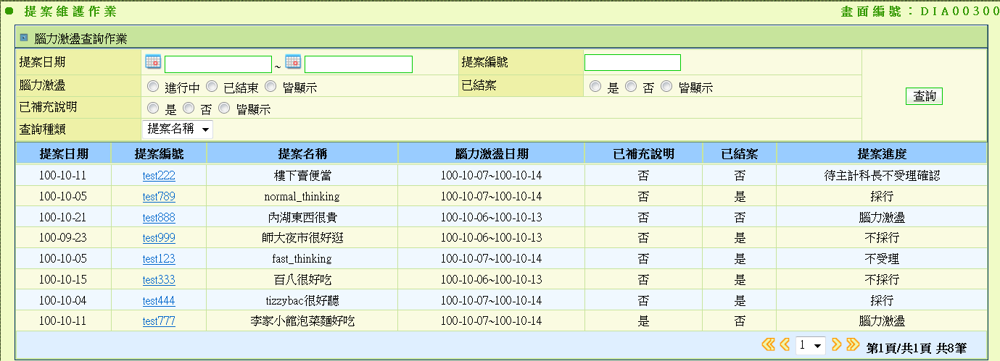 提案維護作業 畫面編號：DIA00300
腦力激盪查詢作業
提案日期 ~ 提案編號
腦力激盪 進行中 已結束 皆顯示 已結案 是 否 皆顯示 查詢
已補充說明 是 否 皆顯示
查詢種類 提案名稱
提案日期 提案編號 提案名稱 腦力激盪日期 已補充說明 已結案 提案進度
100-10-11 test222 樓下賣便當 100-10-07~100-10-14 否 否 待主計科長不受理確認
100-10-05 test789 normal_thinking 100-10-07~100-10-14 否 是 採行
100-10-21 test888 內湖東西很貴 100-10-06~100-10-13 否 否 腦力激盪
100-09-23 test999 師大夜市很好逛 100-10-06~100-10-13 否 是 不採行
100-10-05 test123 fast_thinking 100-10-07~100-10-14 否 是 不受理
100-10-15 test333 百八很好吃 100-10-06~100-10-13 否 是 不採行
100-10-04 test444 tizzybac很好聽 100-10-07~100-10-14 否 是 採行
100-10-11 test777 李家小館泡菜麵好吃 100-10-07~100-10-14 是 否 腦力激盪
1 第1頁/共1頁 共8筆